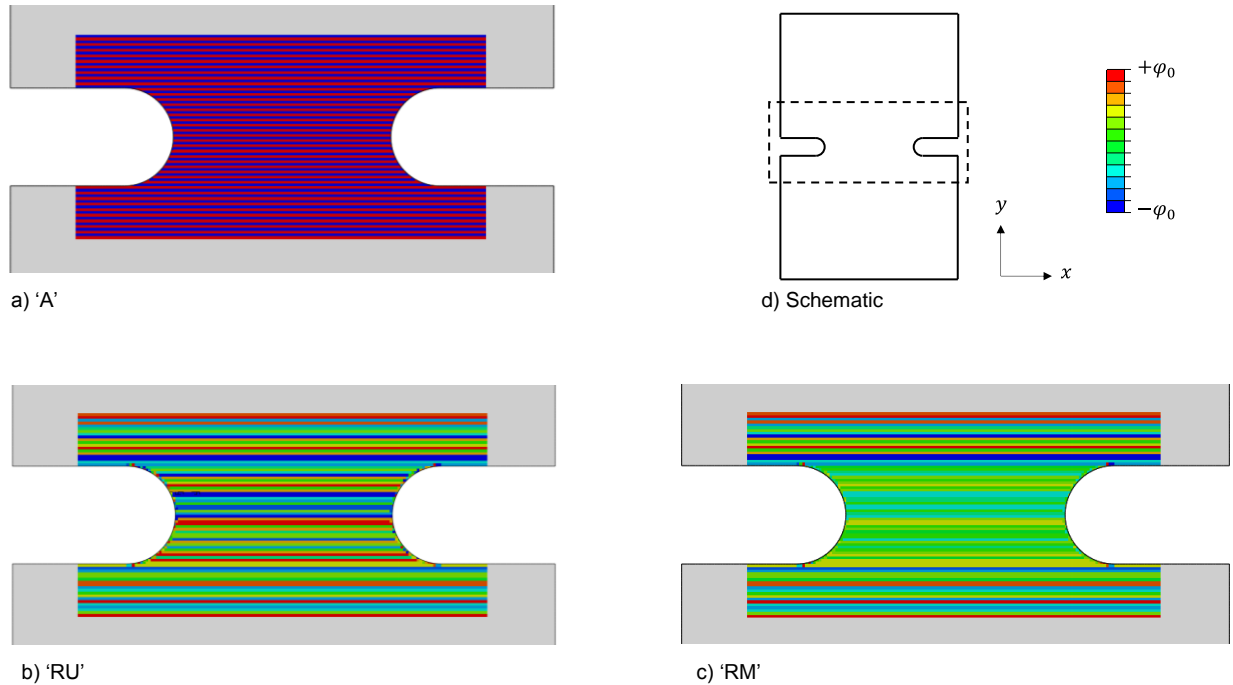 a) ‘A’
d) Schematic
y
x
+φ₀
−φ₀
b) ‘RU’
c) ‘RM’